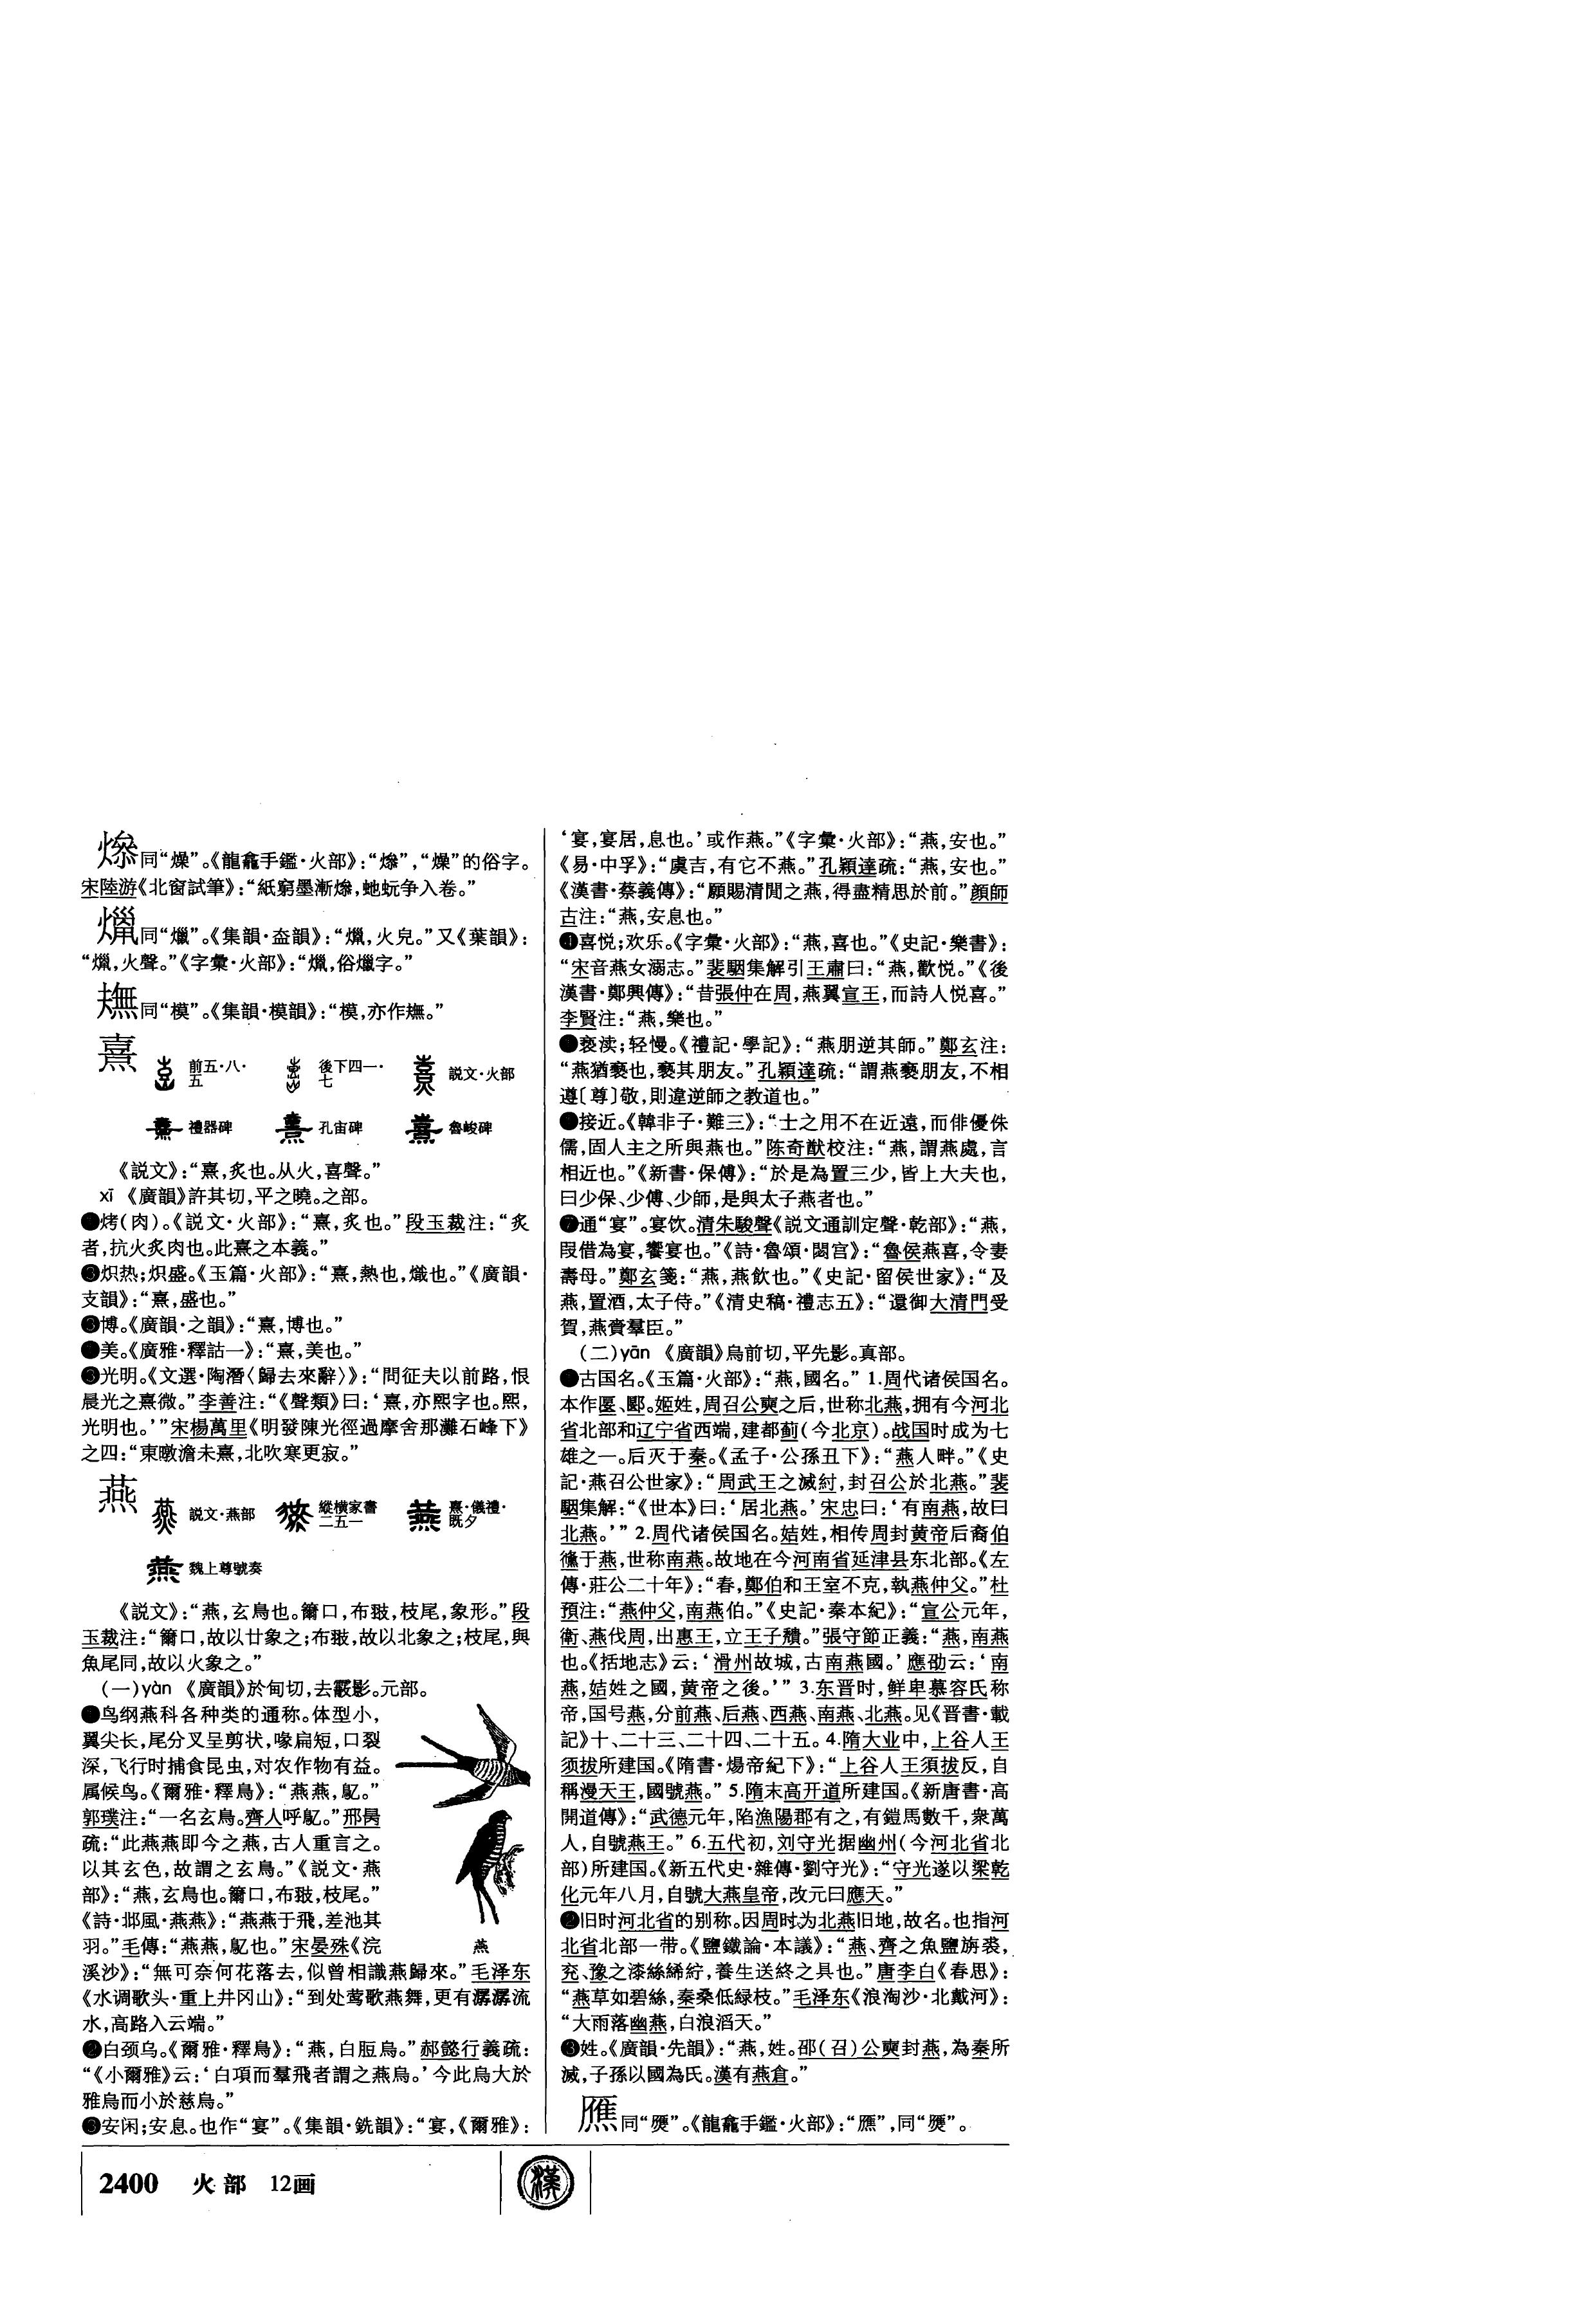 熧同“燥”。《龍龕手鑑·火部》：“熧”，“燥”的俗字。
宋陸游《北窗試筆》：“紙窮墨漸熧，虵蚖争入卷。”
同“爉”。《集韻·盍韻》：“，火皃。”又《葉韻》：
“，火聲。”《字彙·火部》：“，俗爉字。”
橆同“模”。《集韻·模韻》：“模，亦作橆。”
熹
前五·八·五
後下四一·七
説文·火部
禮器碑
孔宙碑
魯峻碑
《説文》：“熹，炙也。从火，喜聲。”
xī 《廣韻》許其切，平之曉。之部。
烤（肉）。《説文·火部》：“熹，炙也。”段玉裁注：“炙
者，抗火炙肉也。此熹之本義。”
炽热；炽盛。《玉篇·火部》：“熹，熱也，熾也。”《廣韻·
支韻》：“熹，盛也。”
❸博。《廣韻·之韻》：“熹，博也。”
美。《廣雅·釋詁一》：“熹，美也。”
光明。《文選·陶潛〈歸去來辭〉》：“問征夫以前路，恨
晨光之熹微。”李善注：“《聲類》曰：‘熹，亦熙字也。熙，
光明也。’”宋楊萬里《明發陳光徑過摩舍那灘石峰下》
之四：“東暾澹未熹，北吹寒更寂。”
燕
説文·燕部
縱横家書二五一
熹·儀禮·既夕
魏上尊號奏
《説文》：“燕，玄鳥也。籋口，布翄，枝尾，象形。”段
玉裁注：“籋口，故以廿象之；布翄，故以北象之；枝尾，與
魚尾同，故以火象之。”
（一）yàn 《廣韻》於甸切，去霰影。元部。
❶鸟纲燕科各种类的通称。体型小，
翼尖长，尾分叉呈剪状，喙扁短，口裂
深，飞行时捕食昆虫，对农作物有益。
属候鸟。《爾雅·釋鳥》：“燕燕，鳦。”
郭璞注：“一名玄鳥。齊人呼鳦。”邢昺
疏：“此燕燕即今之燕，古人重言之。
以其玄色，故謂之玄鳥。”《説文·燕
部》：“燕，玄鳥也。籋口，布翄，枝尾。”
《詩·邶風·燕燕》：“燕燕于飛，差池其
羽。”毛傳：“燕燕，鳦也。”宋晏殊《浣
燕
溪沙》：“無可奈何花落去，似曾相識燕歸來。”毛泽东
《水调歌头·重上井冈山》：“到处莺歌燕舞，更有潺潺流
水，高路入云端。”
❷白颈乌。《爾雅·釋鳥》：“燕，白脰烏。”郝懿行義疏：
“《小爾雅》云：‘白項而羣飛者謂之燕烏。’今此烏大於
雅烏而小於慈烏。”
❸安闲；安息。也作“宴”。《集韻·銑韻》：“宴，《爾雅》：
‘宴，宴居，息也。’或作燕。”《字彙·火部》：“燕，安也。”
《易·中孚》：“虞吉，有它不燕。”孔穎達疏：“燕，安也。”
《漢書·蔡義傳》：“願賜清閒之燕，得盡精思於前。”顔師
古注：“燕，安息也。”
❹喜悦；欢乐。《字彙·火部》：“燕，喜也。”《史記·樂書》：
“宋音燕女溺志。”裴駰集解引王肅曰：“燕，歡悦。”《後
漢書·鄭興傳》：“昔張仲在周，燕翼宣王，而詩人悦喜。”
李賢注：“燕，樂也。”
亵渎；轻慢。《禮記·學記》：“燕朋逆其師。”鄭玄注：
“燕猶褻也，褻其朋友。”孔穎達疏：“謂燕褻朋友，不相
遵〔尊〕敬，則違逆師之教道也。”
接近。《韓非子·難三》：“士之用不在近遠，而俳優侏
儒，固人主之所與燕也。”陈奇猷校注：“燕，謂燕處，言
相近也。”《新書·保傅》：“於是為置三少，皆上大夫也，
曰少保、少傅、少師，是與太子燕者也。”
❼通“宴”。宴饮。清朱駿聲《説文通訓定聲·乾部》：“燕，
叚借為宴，饗宴也。”《詩·魯頌·閟宫》：“魯侯燕喜，令妻
壽母。”鄭玄箋：“燕，燕飲也。”《史記·留侯世家》：“及
燕，置酒，太子侍。”《清史稿·禮志五》：“還御大清門受
賀，燕賚羣臣。”
（二）yān 《廣韻》烏前切，平先影。真部。
古国名。《玉篇·火部》：“燕，國名。” 1.周代诸侯国名。
本作匽、郾。姬姓，周召公奭之后，世称北燕，拥有今河北
省北部和辽宁省西端，建都蓟（今北京）。战国时成为七
雄之一。后灭于秦。《孟子·公孫丑下》：“燕人畔。”《史
記·燕召公世家》：“周武王之滅紂，封召公於北燕。”裴
駰集解：“《世本》曰：‘居北燕。’宋忠曰：‘有南燕，故曰
北燕。’” 2.周代诸侯国名。姞姓，相传周封黄帝后裔伯
儵于燕，世称南燕。故地在今河南省延津县东北部。《左
傳·莊公二十年》：“春，鄭伯和王室不克，執燕仲父。”杜
預注：“燕仲父，南燕伯。”《史記·秦本紀》：“宣公元年，
衛、燕伐周，出惠王，立王子穨。”張守節正義：“燕，南燕
也。《括地志》云：‘滑州故城，古南燕國。’應劭云：‘南
燕，姞姓之國，黄帝之後。’” 3.东晋时，鲜卑慕容氏称
帝，国号燕，分前燕、后燕、西燕、南燕、北燕。见《晋書·載
記》十、二十三、二十四、二十五。4.隋大业中，上谷人王
须拔所建国。《隋書·煬帝紀下》：“上谷人王須拔反，自
稱漫天王，國號燕。” 5.隋末高开道所建国。《新唐書·高
開道傳》：“武德元年，陷漁陽郡有之，有鎧馬數千，衆萬
人，自號燕王。” 6.五代初，刘守光据幽州（今河北省北
部）所建国。《新五代史·雜傳·劉守光》：“守光遂以梁乾
化元年八月，自號大燕皇帝，改元曰應天。”
❷旧时河北省的别称。因周时为北燕旧地，故名。也指河
北省北部一带。《鹽鐵論·本議》：“燕、齊之魚鹽旃裘，
兖、豫之漆絲絺紵，養生送終之具也。”唐李白《春思》：
“燕草如碧絲，秦桑低緑枝。”毛泽东《浪淘沙·北戴河》：
“大雨落幽燕，白浪滔天。”
❸姓。《廣韻·先韻》：“燕，姓。邵（召）公奭封燕，為秦所
滅，子孫以國為氏。漢有燕倉。”
同“”。《龍龕手鑑·火部》：“”，同“”。
2400 火部 12画
漢